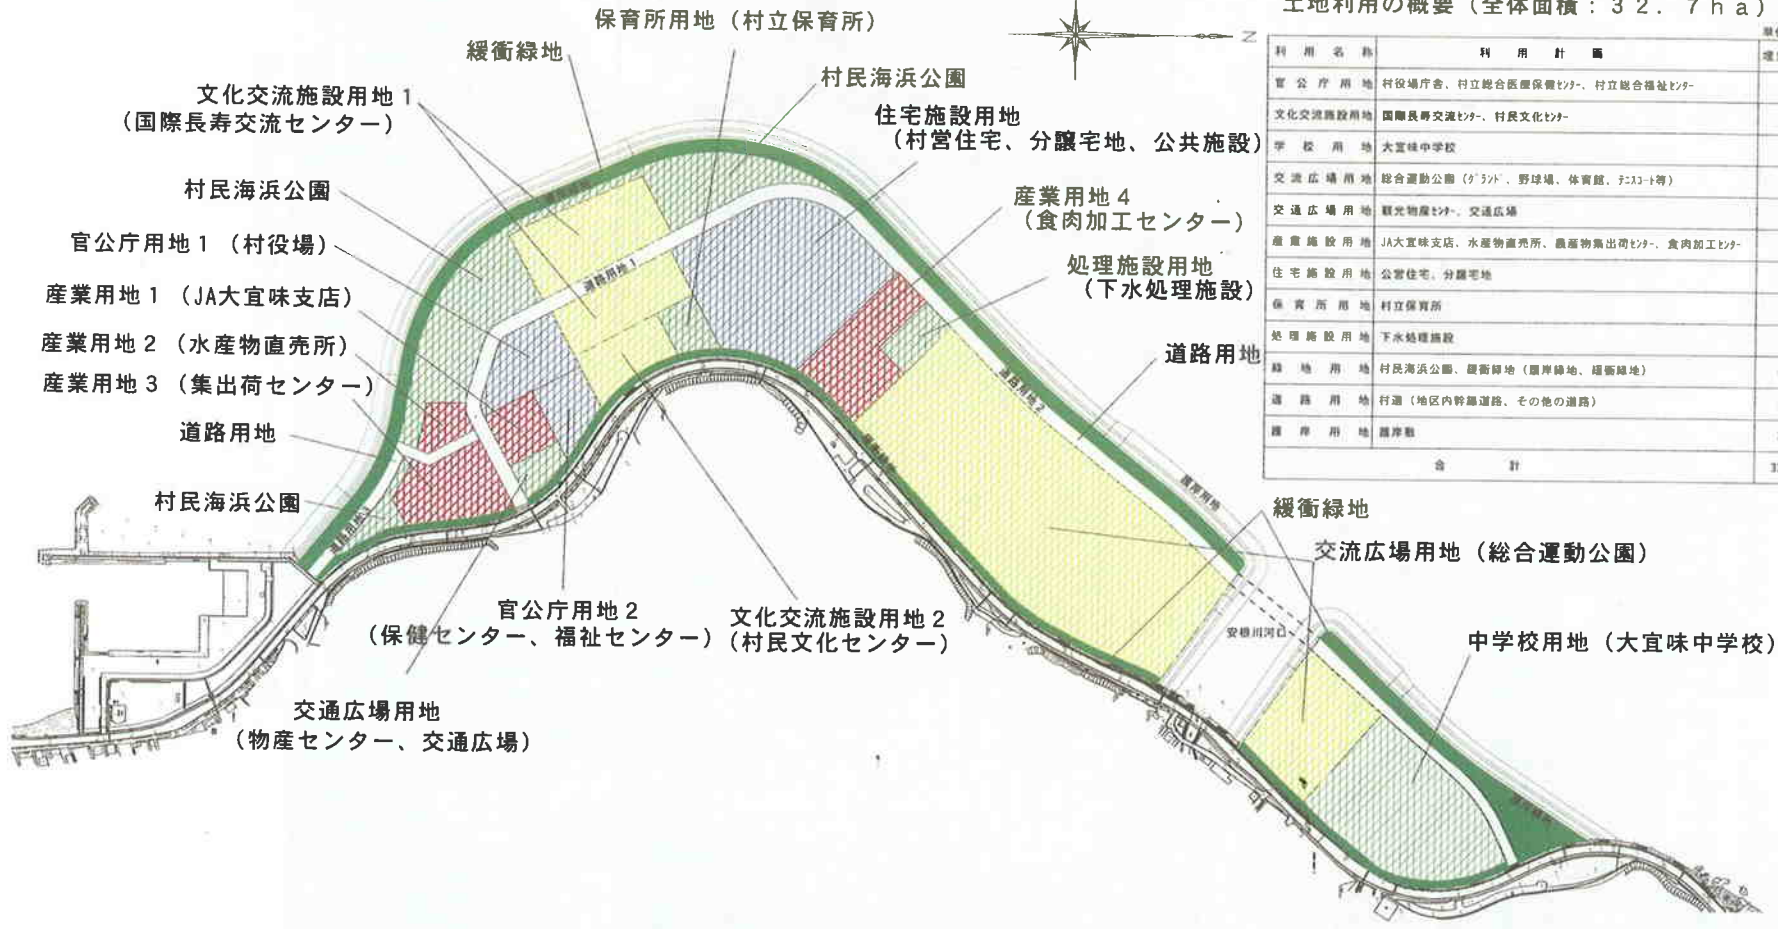 土地利用の概要（全体面積：３２．７ｈａ）
保育所用地（村立保育所）
緩衝緑地
村民海浜公園
文化交流施設用地１
（国際長寿交流センター）
住宅施設用地
（村営住宅、分譲宅地、公共施設）
村民海浜公園
産業用地４
（食肉加工センター）
官公庁用地１（村役場）
処理施設用地
（下水処理施設）
産業用地１（JA大宜味支店）
産業用地２（水産物直売所）
道路用地
産業用地３（集出荷センター）
道路用地
村民海浜公園
道路用地１
道路用地２
護岸用地
緩衝緑地
交流広場用地（総合運動公園）
官公庁用地２
（保健センター、福祉センター）
文化交流施設用地２
（村民文化センター）
安根川河口
中学校用地（大宜味中学校）
交通広場用地
（物産センター、交通広場）
Z
利用名称 利用計画
官公庁用地 村役場庁舎、村立総合医療保健ｾﾝﾀｰ、村立総合福祉ｾﾝﾀｰ
文化交流施設用地 国際長寿交流ｾﾝﾀｰ、村民文化ｾﾝﾀｰ
学校用地 大宜味中学校
交流広場用地 総合運動公園（ｸﾞﾗﾝﾄﾞ、野球場、体育館、ﾃﾆｽｺｰﾄ等）
交通広場用地 観光物産ｾﾝﾀｰ、交通広場
産業施設用地 JA大宜味支店、水産物直売所、農産物集出荷ｾﾝﾀｰ、食肉加工ｾﾝﾀｰ
住宅施設用地 公営住宅、分譲宅地
保育所用地 村立保育所
処理施設用地 下水処理施設
緑地用地 村民海浜公園、緩衝緑地（護岸緑地、緩衝緑地）
道路用地 村道（地区内幹線道路、その他の道路）
護岸用地 護岸敷
合計